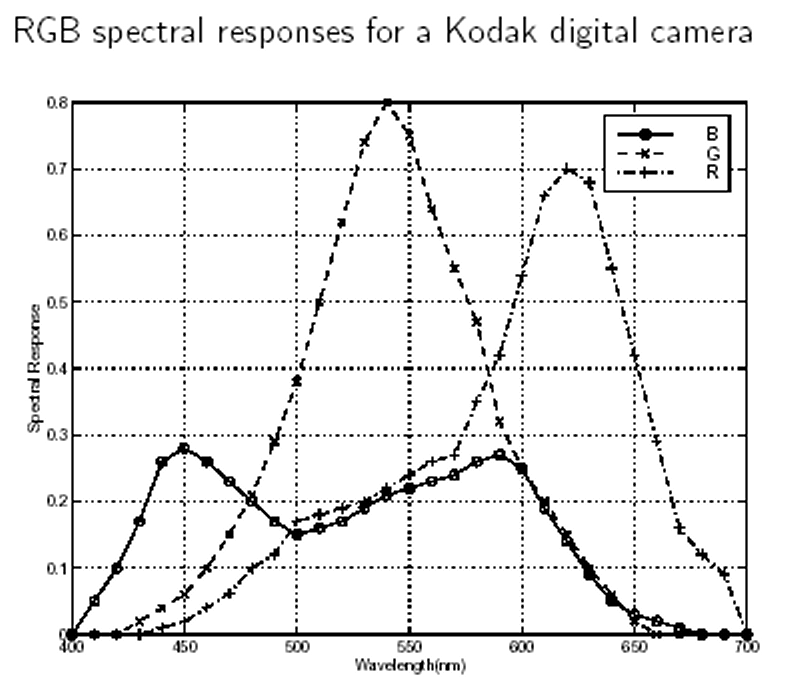 RGB spectral responses for a Kodak digital camera
0.8
B
G
R
0.7
0.6
0.5
0.4
0.3
0.2
0.1
0
Spectral Response
400 450 500 550 600 650 700
Wavelength(nm)